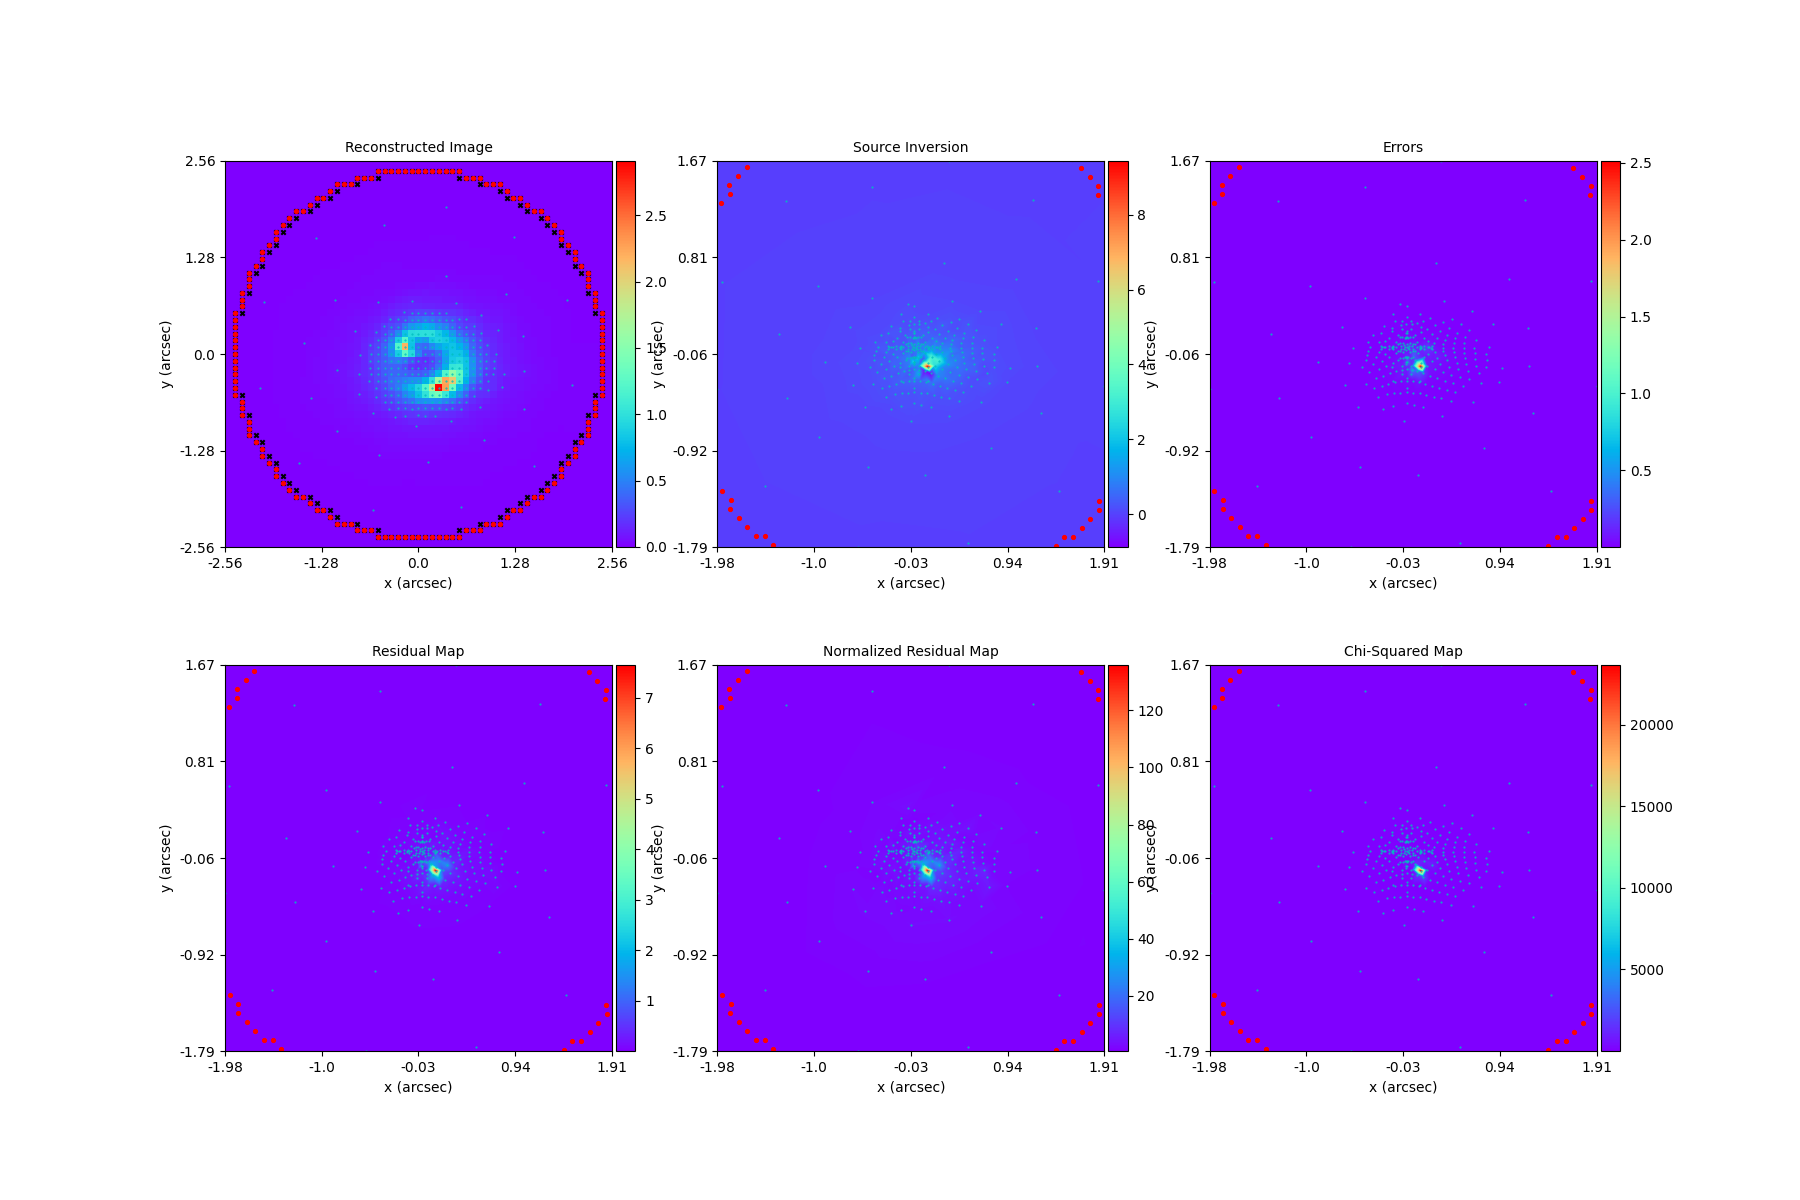 Reconstructed Image
2.56
1.28
0.0
-1.28
-2.56
y (arcsec)
-2.56 -1.28 0.0 1.28 2.56
x (arcsec)
2.5
2.0
1.5
1.0
0.5
0.0
Source Inversion
1.67
0.81
-0.06
-0.92
-1.79
y (arcsec)
-1.98 -1.0 -0.03 0.94 1.91
x (arcsec)
8
6
4
2
0
Errors
1.67
0.81
-0.06
-0.92
-1.79
y (arcsec)
-1.98 -1.0 -0.03 0.94 1.91
x (arcsec)
2.5
2.0
1.5
1.0
0.5
Residual Map
1.67
0.81
-0.06
-0.92
-1.79
y (arcsec)
-1.98 -1.0 -0.03 0.94 1.91
x (arcsec)
7
6
5
4
3
2
1
Normalized Residual Map
1.67
0.81
-0.06
-0.92
-1.79
y (arcsec)
-1.98 -1.0 -0.03 0.94 1.91
x (arcsec)
120
100
80
60
40
20
Chi-Squared Map
1.67
0.81
-0.06
-0.92
-1.79
y (arcsec)
-1.98 -1.0 -0.03 0.94 1.91
x (arcsec)
20000
15000
10000
5000